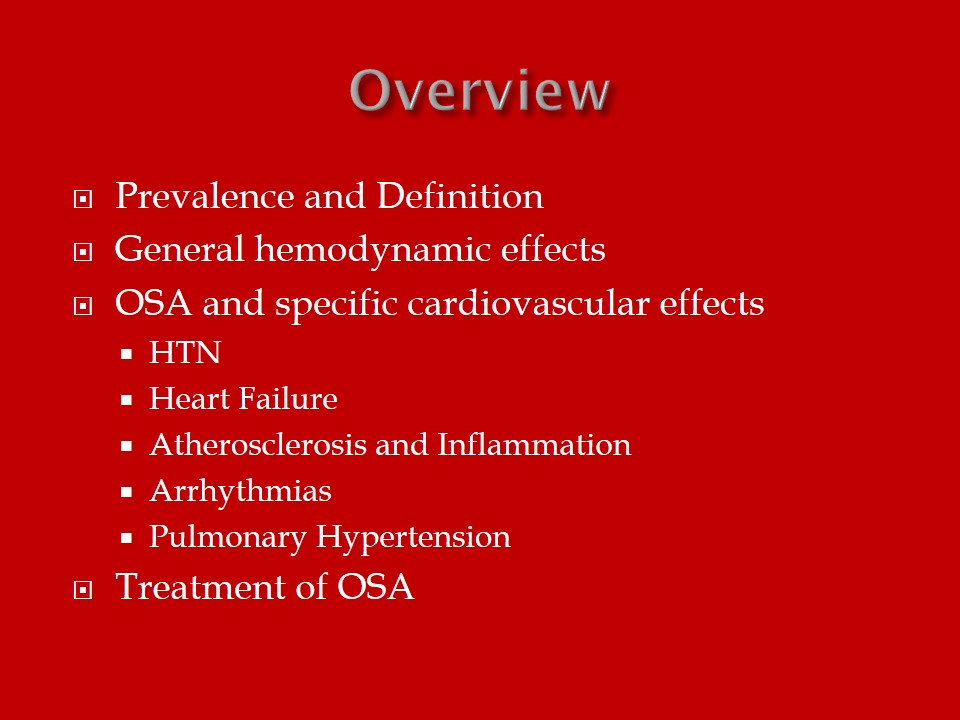 Overview
Prevalence and Definition
General hemodynamic effects
OSA and specific cardiovascular effects
HTN
Heart Failure
Atherosclerosis and Inflammation
Arrhythmias
Pulmonary Hypertension
Treatment of OSA